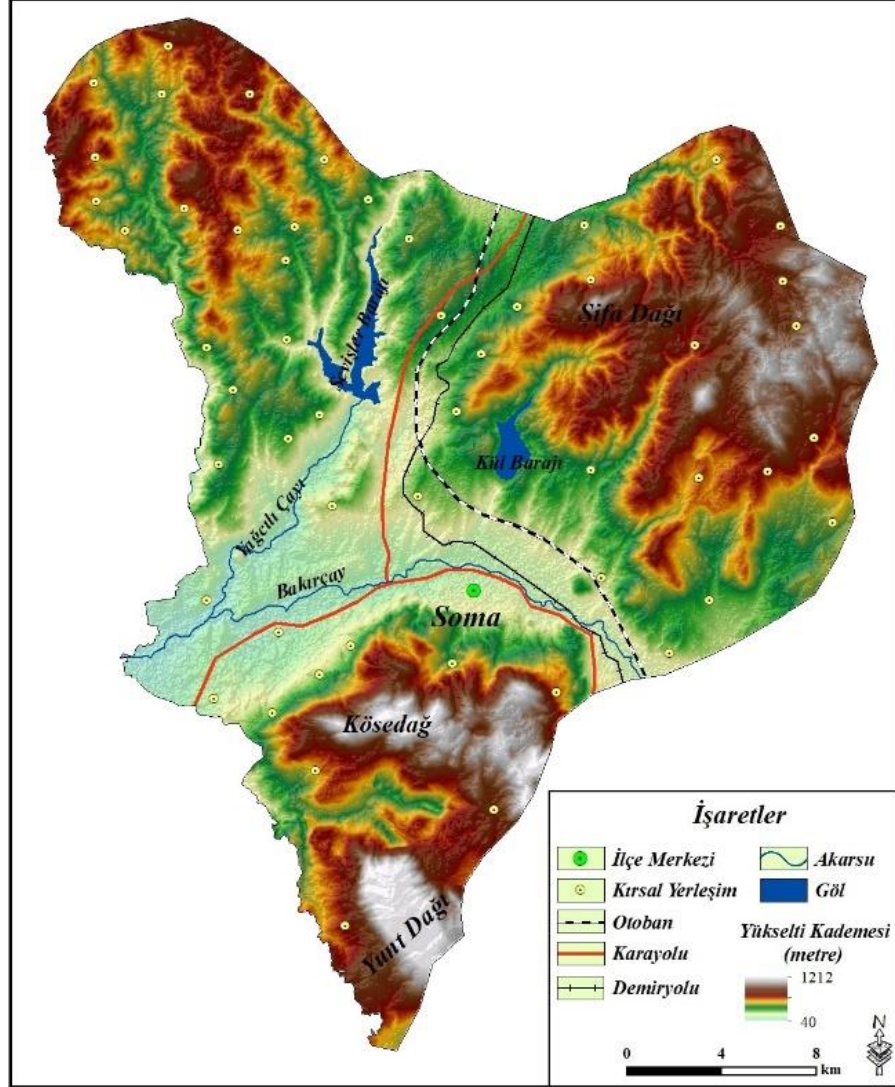 Şifa Dağı
Sevişler Barajı
Kül Barajı
Yağcılı Çayı
Bakırçay
Soma
Kösedağ
Yunt Dağı
İşaretler
İlçe Merkezi
Kırsal Yerleşim
Otoban
Karayolu
Demiryolu
Akarsu
Göl
Yükselti Kademesi
(metre)
1212
40
N
0 4 8
km